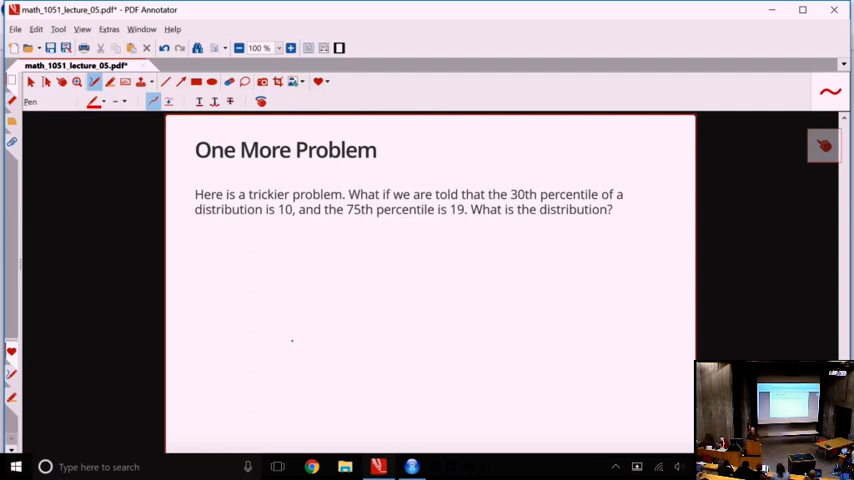 math_1051_lecture_05.pdf* - PDF Annotator
File Edit Tool View Extras Window Help
100 %
math_1051_lecture_05.pdf*
Pen
One More Problem
Here is a trickier problem. What if we are told that the 30th percentile of a
distribution is 10, and the 75th percentile is 19. What is the distribution?
Type here to search